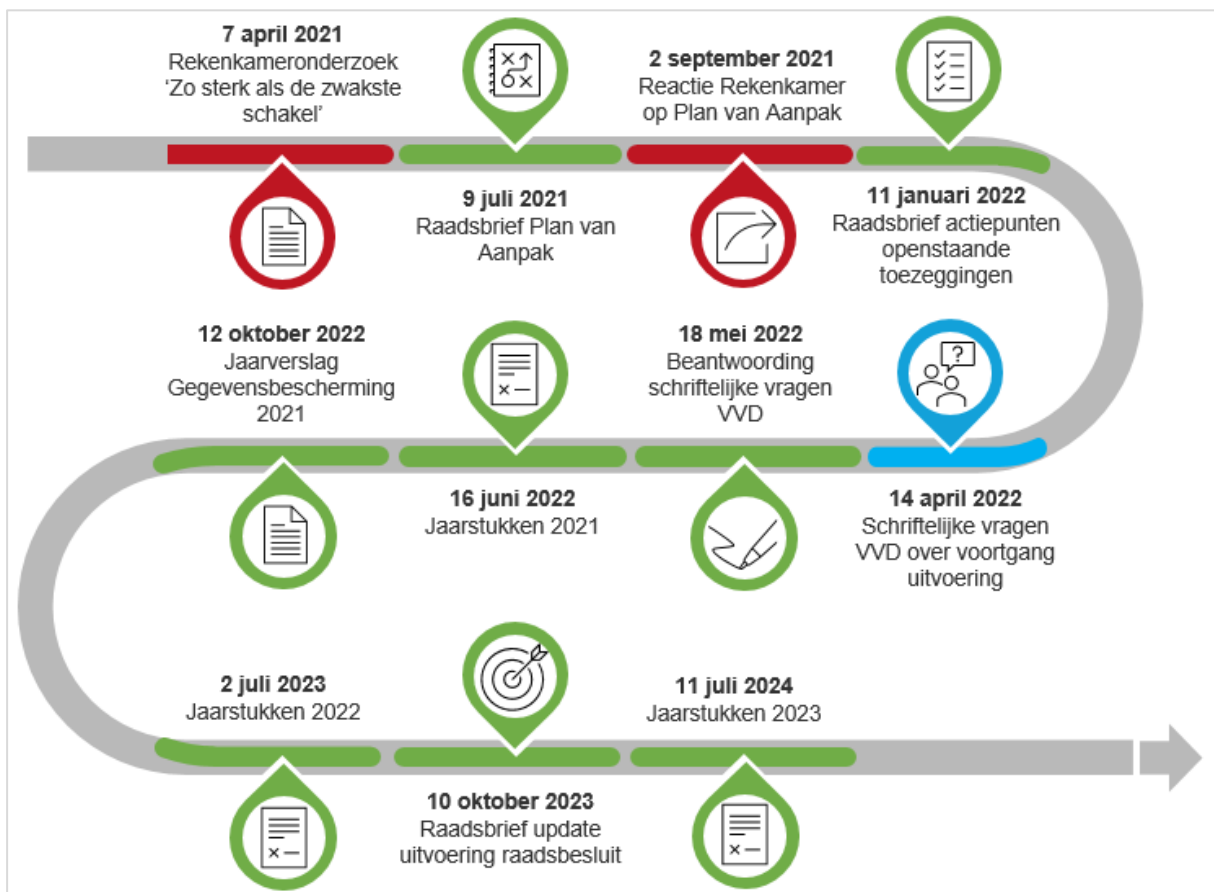 7 april 2021
Rekenkameronderzoek
‘Zo sterk als de zwakste
schakel’
9 juli 2021
Raadsbrief Plan van
Aanpak
2 september 2021
Reactie Rekenkamer
op Plan van Aanpak
11 januari 2022
Raadsbrief actiepunten
openstaande
toezeggingen
14 april 2022
Schriftelijke vragen
VVD over voortgang
uitvoering
18 mei 2022
Beantwoording
schriftelijke vragen
VVD
16 juni 2022
Jaarstukken 2021
12 oktober 2022
Jaarverslag
Gegevensbescherming
2021
2 juli 2023
Jaarstukken 2022
10 oktober 2023
Raadsbrief update
uitvoering raadsbesluit
11 juli 2024
Jaarstukken 2023